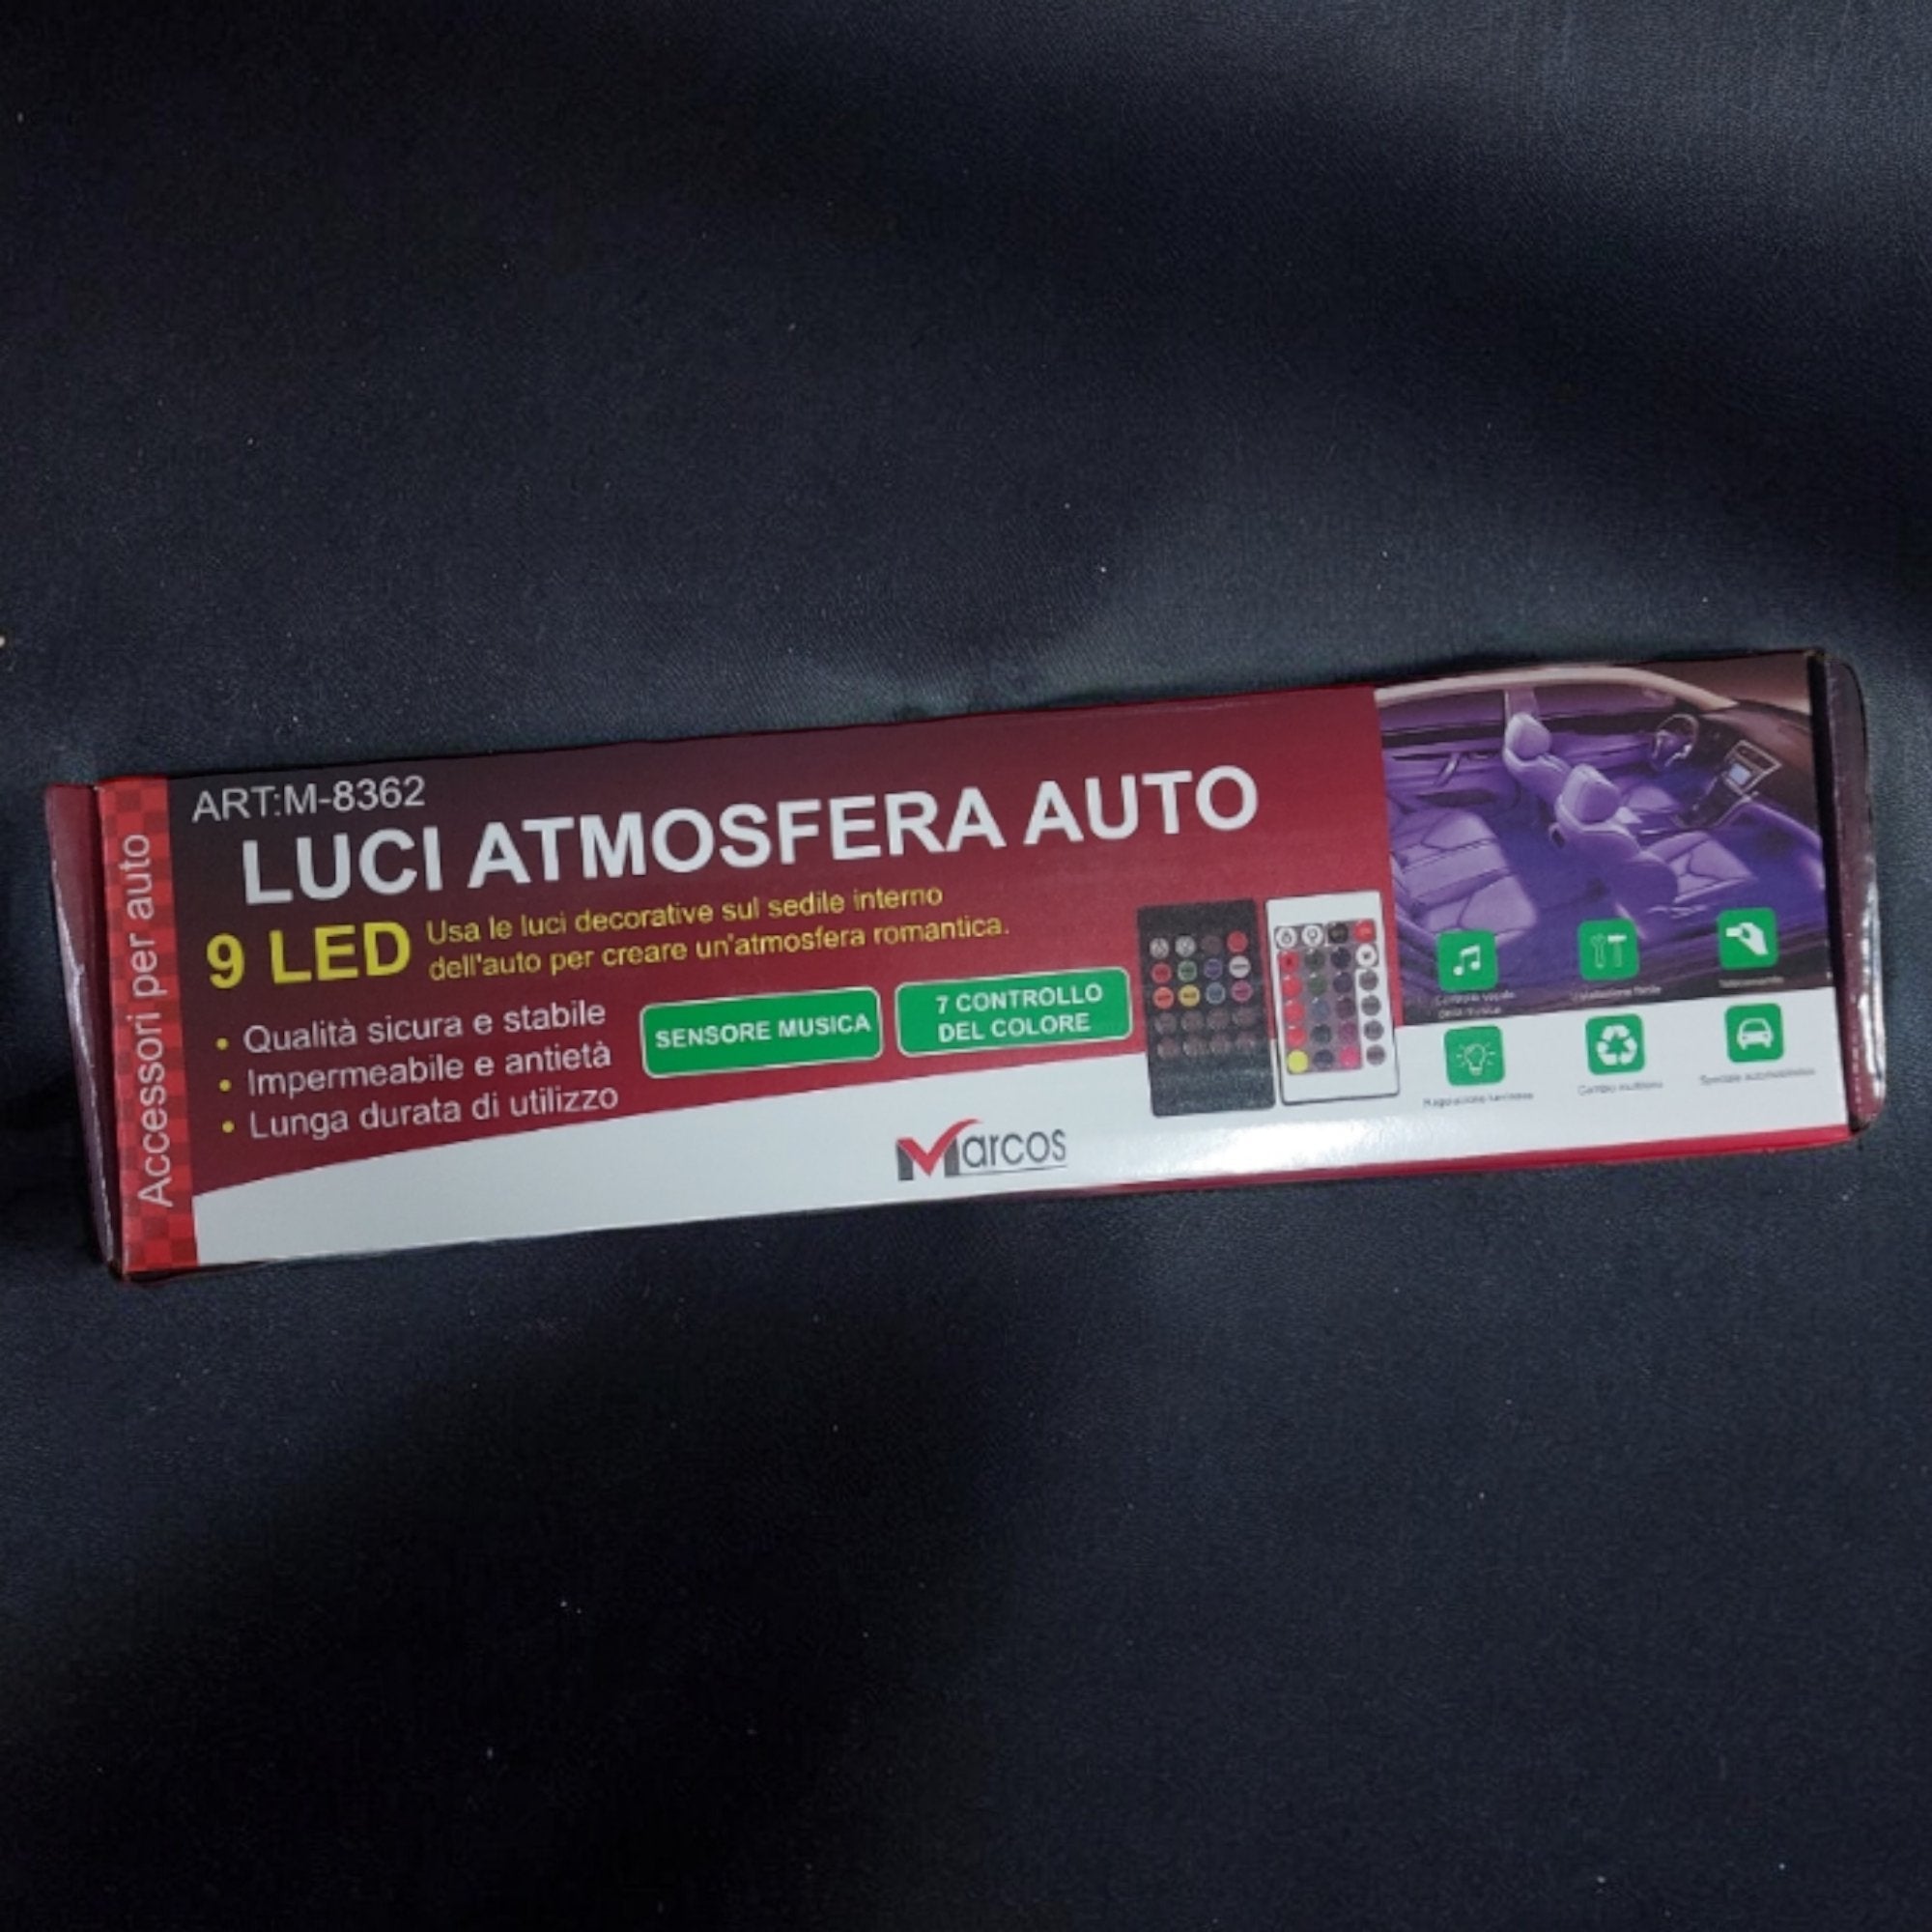 Accessori per auto
ART:M-8362
LUCI ATMOSFERA AUTO
9 LED
Usa le luci decorative sul sedile interno
dell'auto per creare un'atmosfera romantica.
• Qualità sicura e stabile
• Impermeabile e antietà
• Lunga durata di utilizzo
SENSORE MUSICA
7 CONTROLLO
DEL COLORE
Marcos